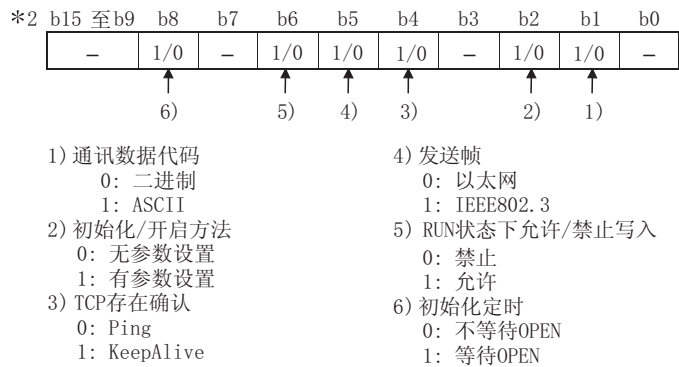 *2 b15 至b9 b8 b7 b6 b5 b4 b3 b2 b1 b0
– 1/0 – 1/0 1/0 1/0 – 1/0 1/0 –
6) 5) 4) 3) 2) 1)
1)通讯数据代码
0: 二进制
1: ASCII
2)初始化/开启方法
0: 无参数设置
1: 有参数设置
3)TCP存在确认
0: Ping
1: KeepAlive
4)发送帧
0: 以太网
1: IEEE802.3
5) RUN状态下允许/禁止写入
0: 禁止
1: 允许
6)初始化定时
0: 不等待OPEN
1: 等待OPEN